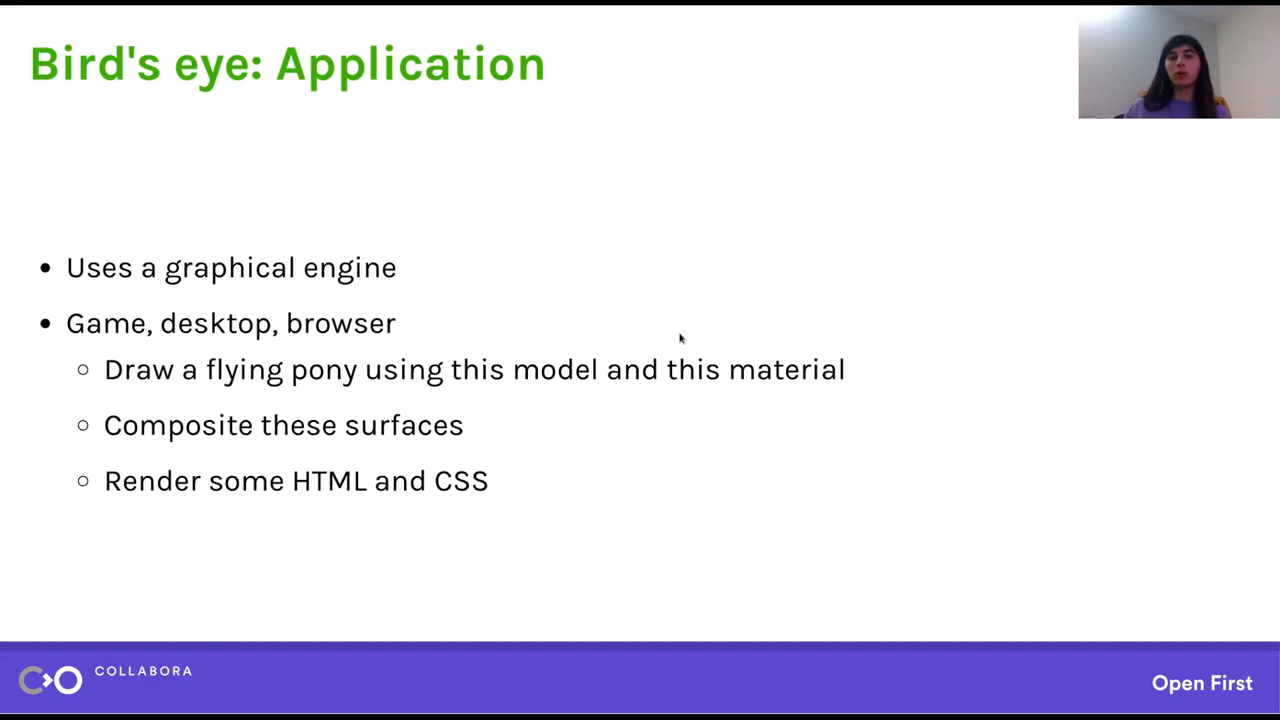 Bird's eye: Application
Uses a graphical engine
Game, desktop, browser
Draw a flying pony using this model and this material
Composite these surfaces
Render some HTML and CSS
COLLABORA
Open First